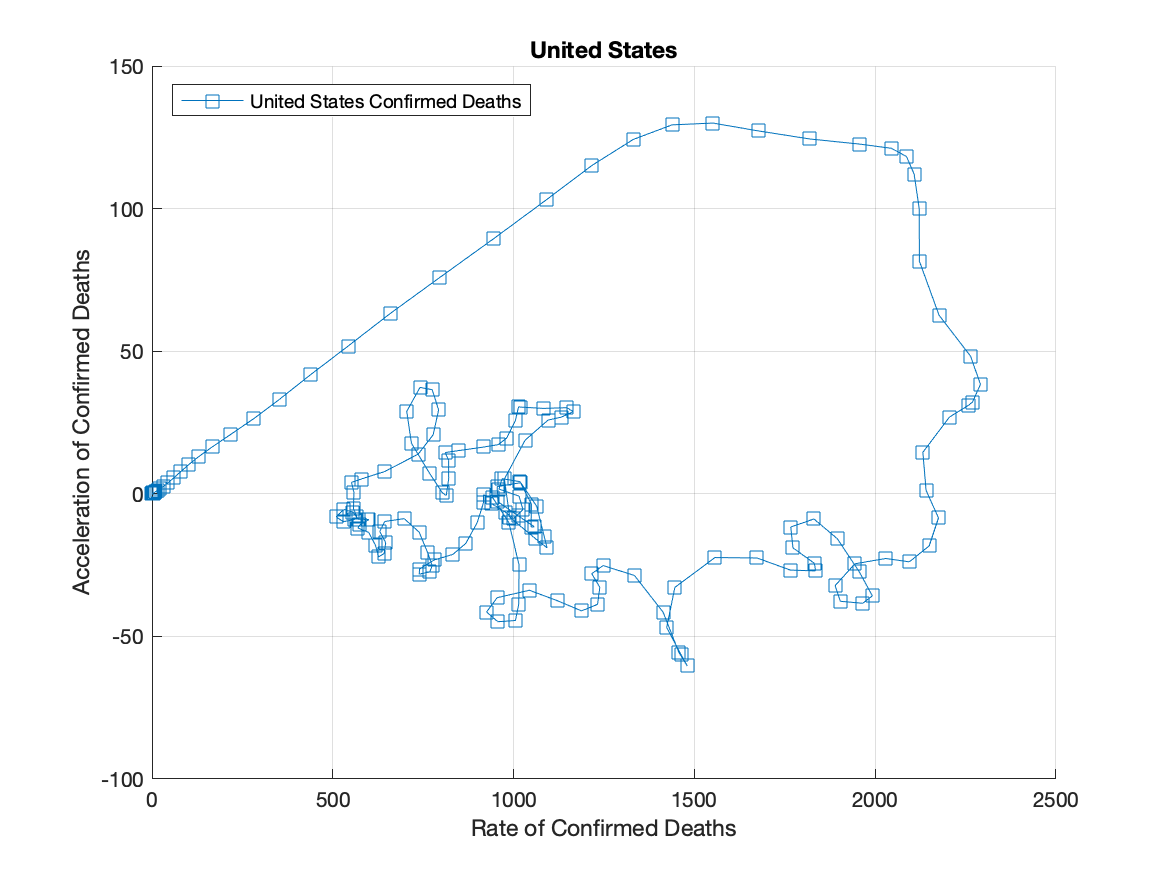 United States
150
United States Confirmed Deaths
100
50
0
-50
-100
Acceleration of Confirmed Deaths
0 500 1000 1500 2000 2500
Rate of Confirmed Deaths